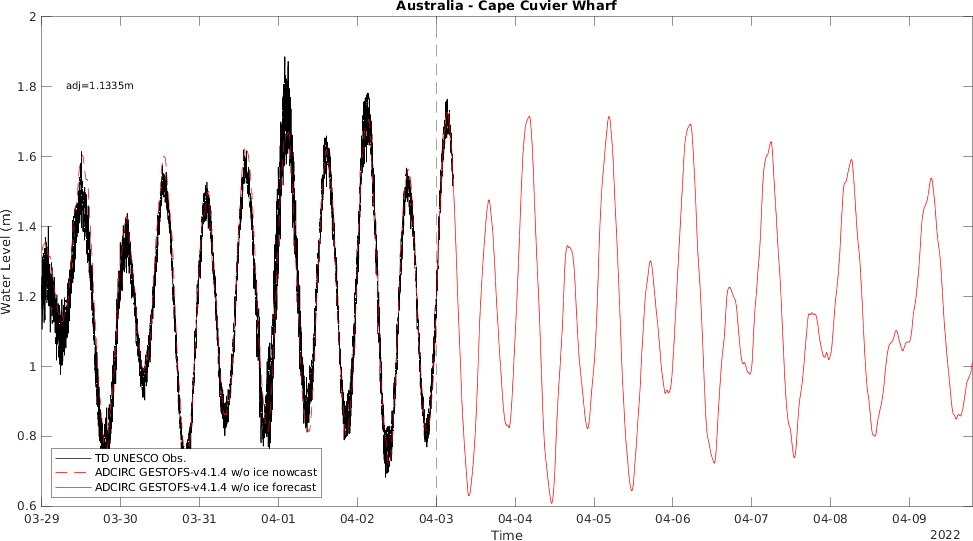 Australia - Cape Cuvier Wharf
2
1.8
1.6
1.4
1.2
1
0.8
0.6
Water Level (m)
adj=1.1335m
TD UNESCO Obs.
ADCIRC GESTOFS-v4.1.4 w/o ice nowcast
ADCIRC GESTOFS-v4.1.4 w/o ice forecast
03-29 03-30 03-31 04-01 04-02 04-03 04-04 04-05 04-06 04-07 04-08 04-09
Time
2022